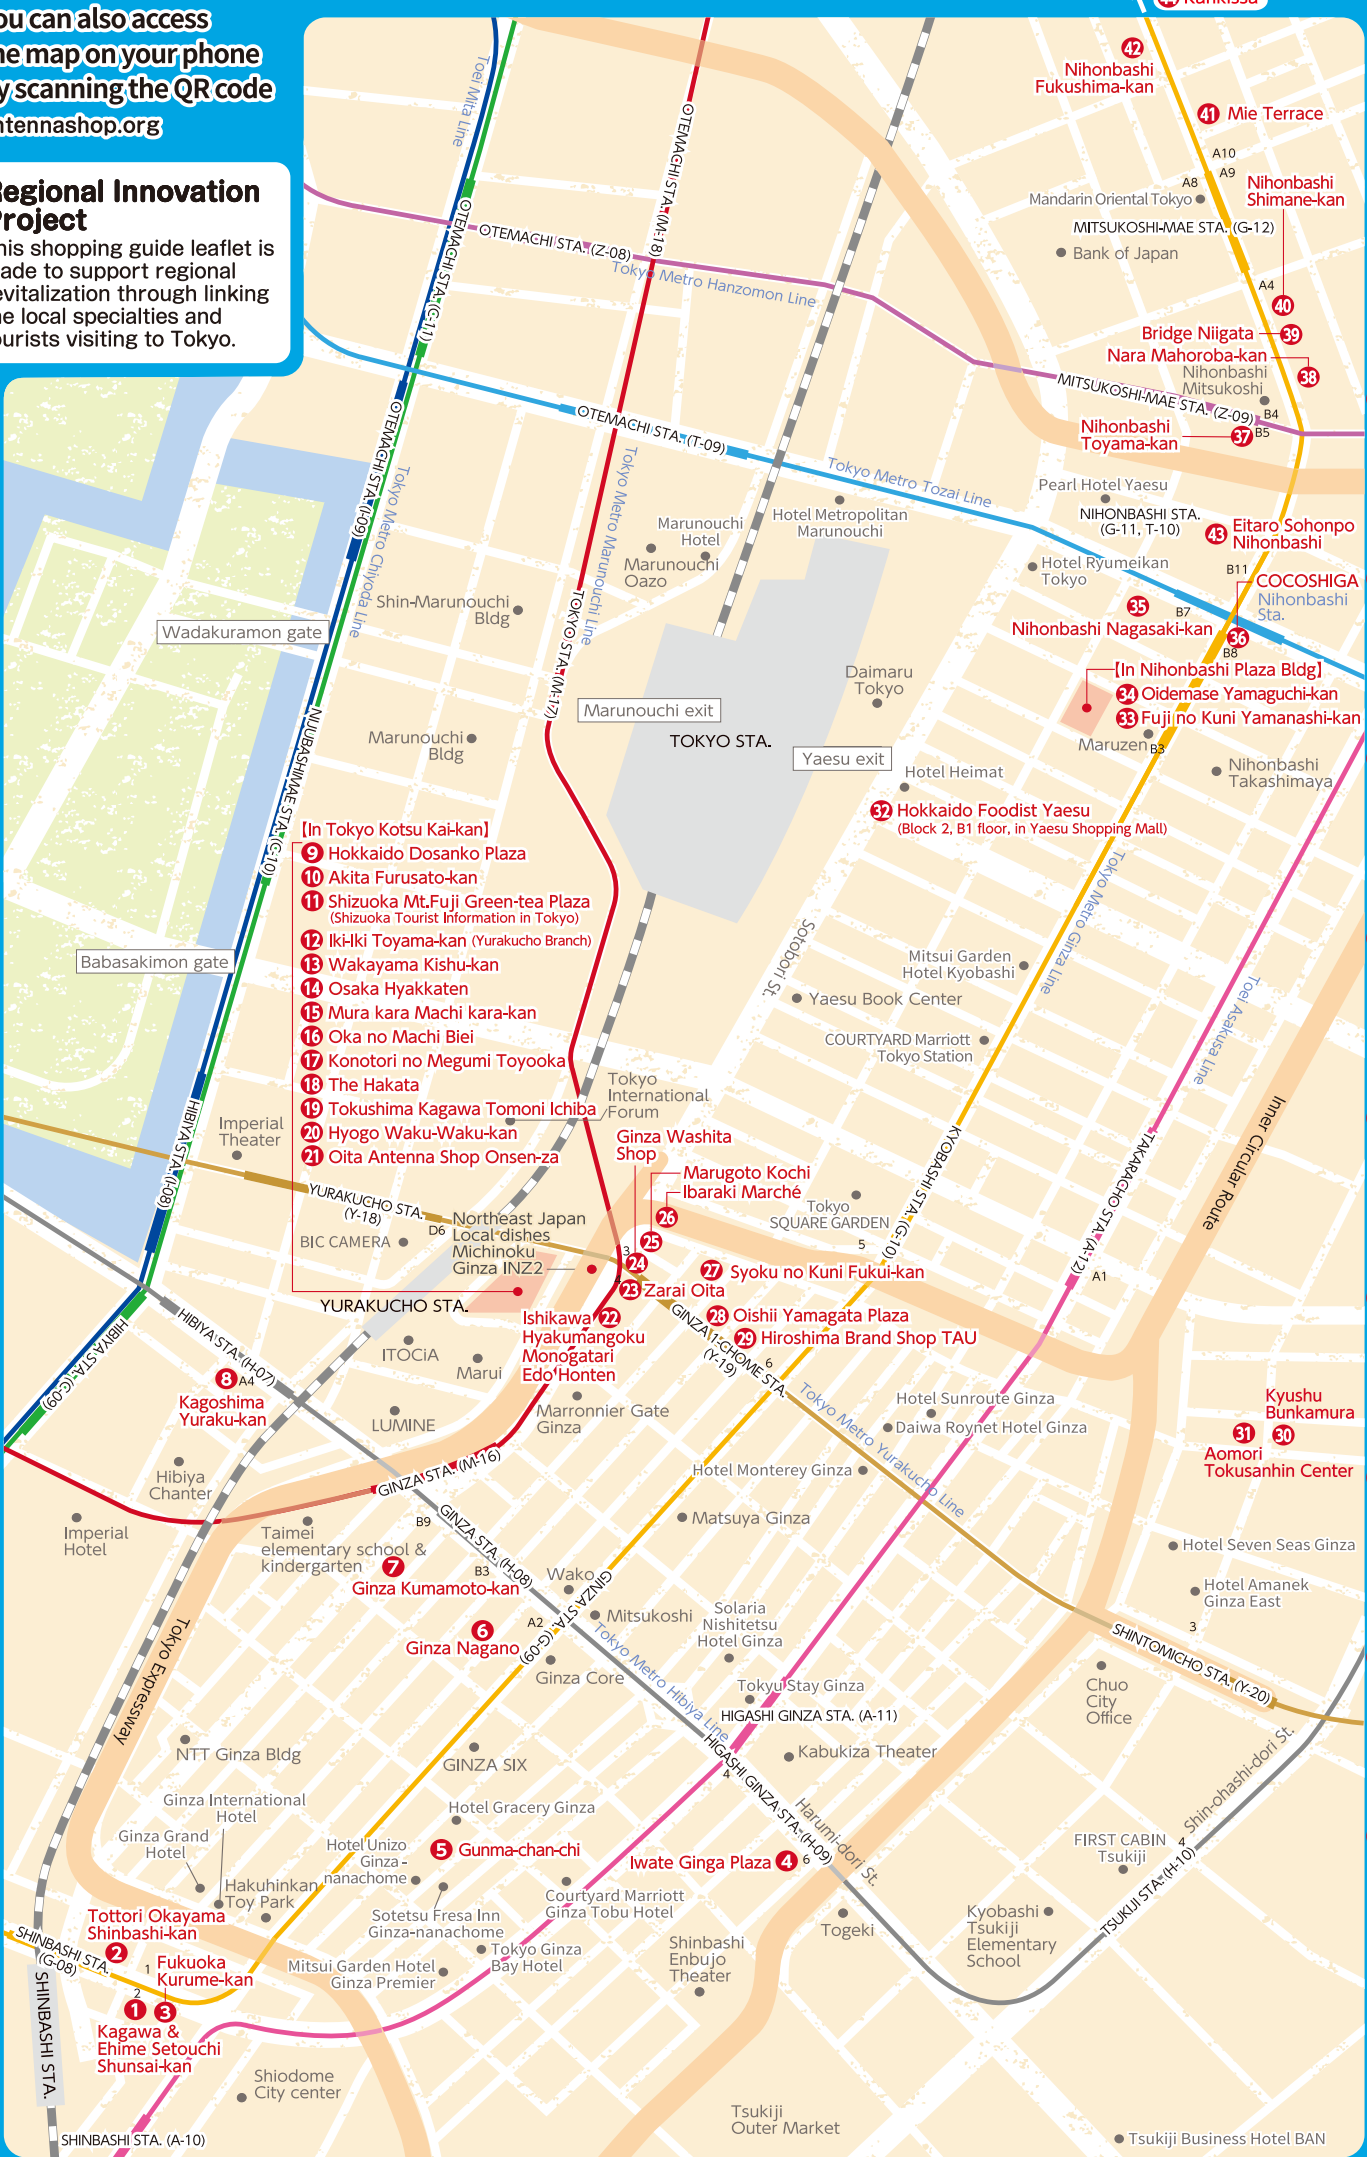 ou can also access
e map on your phone
y scanning the QR code
ntennashop.org
Regional Innovation
Project
his shopping guide leaflet is
ade to support regional
evitalization through linking
e local specialties and
ourists visiting to Tokyo.
44 Kankissa
42
Nihonbashi
Fukushima-kan
41 Mie Terrace
A10
A9
A8
Nihonbashi
Shimane-kan
Mandarin Oriental Tokyo
MITSUKOSHI-MAE STA. (G-12)
Bank of Japan
A4
40
Bridge Niigata 39
Nara Mahoroba-kan 38
Nihonbashi
Mitsukoshi
MITSUKOSHI-MAE STA. (Z-09)
B4
B5
Nihonbashi
Toyama-kan 37
Toei Mita Line
OTEMACHI STA. (C-11)
OTEMACHI STA. (M-18)
OTEMACHI STA. (Z-08)
Tokyo Metro Hanzomon Line
OTEMACHI STA. (I-09)
OTEMACHI STA. (T-09)
Tokyo Metro Tozai Line
Tokyo Metro Chiyoda Line
Tokyo Metro Marunouchi Line
Pearl Hotel Yaesu
NIHONBASHI STA.
(G-11, T-10)
43 Eitaro Sohonpo
Nihonbashi
Hotel Metropolitan
Marunouchi
Marunouchi
Hotel
Marunouchi
Oazo
Hotel Ryumeikan
Tokyo
B11
COCOSHIGA
Nihonbashi
Sta.
35
B7
Nihonbashi Nagasaki-kan
36
B8
Shin-Marunouchi
Bldg
Wadakuramon gate
TOKYO STA. (M-17)
Daimaru
Tokyo
【In Nihonbashi Plaza Bldg】
34 Oidemase Yamaguchi-kan
33 Fuji no Kuni Yamanashi-kan
Maruzen
B3
Nihonbashi
Takashimaya
Marunouchi exit
TOKYO STA.
Yaesu exit
Marunouchi
Bldg
NIJUBASHIMAE STA. (C-10)
Hotel Heimat
32 Hokkaido Foodist Yaesu
(Block 2, B1 floor, in Yaesu Shopping Mall)
【In Tokyo Kotsu Kai-kan】
9 Hokkaido Dosanko Plaza
10 Akita Furusato-kan
11 Shizuoka Mt.Fuji Green-tea Plaza
(Shizuoka Tourist Information in Tokyo)
12 Iki-Iki Toyama-kan (Yurakucho Branch)
13 Wakayama Kishu-kan
14 Osaka Hyakkaten
15 Mura kara Machi kara-kan
16 Oka no Machi Biei
17 Konotori no Megumi Toyooka
18 The Hakata
19 Tokushima Kagawa Tomoni Ichiba
20 Hyogo Waku-Waku-kan
21 Oita Antenna Shop Onsen-za
Babasakimon gate
Sotobori St.
Tokyo Metro Ginza Line
Mitsui Garden
Hotel Kyobashi
Yaesu Book Center
COURTYARD Marriott
Tokyo Station
Toei Asakusa Line
Inner Circular Route
Tokyo
International
Forum
Imperial
Theater
HIBIYA STA. (I-08)
YURAKUCHO STA.
(Y-18)
D6
BIC CAMERA
Northeast Japan
Local dishes
Michinoku
Ginza INZ2
YURAKUCHO STA.
Ginza Washita
Shop
Marugoto Kochi
Ibaraki Marché
26
25
24
3
4
23 Zarai Oita
27 Syoku no Kuni Fukui-kan
28 Oishii Yamagata Plaza
29 Hiroshima Brand Shop TAU
Tokyo
SQUARE GARDEN
5
KYOBASHI STA. (G-10)
TAKARACHO STA. (A-12)
A1
GINZA 1-CHOME STA.
(Y-19)
6
22
Ishikawa
Hyakumangoku
Monogatari
Edo Honten
HIBIYA STA. (C-09)
HIBIYA STA. (H-07)
8 A4
Kagoshima
Yuraku-kan
ITOCiA
Marui
LUMINE
Marronnier Gate
Ginza
Tokyo Metro Yurakucho Line
Hotel Sunroute Ginza
Daiwa Roynet Hotel Ginza
Hotel Monterey Ginza
Matsuya Ginza
Kyushu
Bunkamura
31 30
Aomori
Tokusanhin Center
Hibiya
Chanter
Imperial
Hotel
GINZA STA. (M-16)
B9
GINZA STA. (H-08)
B3
Taimei
elementary school &
kindergarten
7
Ginza Kumamoto-kan
Wako
GINZA STA. (G-09)
Mitsukoshi
A2
6
Ginza Nagano
Ginza Core
Solaria
Nishitetsu
Hotel Ginza
Tokyo Metro Hibiya Line
Tokyu Stay Ginza
HIGASHI GINZA STA. (A-11)
Kabukiza Theater
HIGASHI GINZA STA. (H-09)
4
Hotel Seven Seas Ginza
Hotel Amanek
Ginza East
3
SHINTOMICHO STA. (Y-20)
Chuo
City
Office
Shin-ohashi-dori St.
Tokyo Expressway
NTT Ginza Bldg
GINZA SIX
Ginza International
Hotel
Ginza Grand
Hotel
Hakuhinkan
Toy Park
Hotel Gracery Ginza
Hotel Unizo
Ginza-
nanachome
5 Gunma-chan-chi
Sotetsu Fresa Inn
Ginza-nanachome
Iwate Ginga Plaza 4
6
Harumi-dori St.
Courtyard Marriott
Ginza Tobu Hotel
Togeki
FIRST CABIN
Tsukiji
4
TSUKIJI STA. (H-10)
Kyobashi
Tsukiji
Elementary
School
Tottori Okayama
Shinbashi-kan
2
SHINBASHI STA.
(G-08)
1
Fukuoka
Kurume-kan
2
1 3
Kagawa &
Ehime Setouchi
Shunsai-kan
Mitsui Garden Hotel
Ginza Premier
Tokyo Ginza
Bay Hotel
Shinbashi
Enbujo
Theater
SHINBASHI STA.
Shiodome
City center
Tsukiji
Outer Market
SHINBASHI STA. (A-10)
Tsukiji Business Hotel BAN